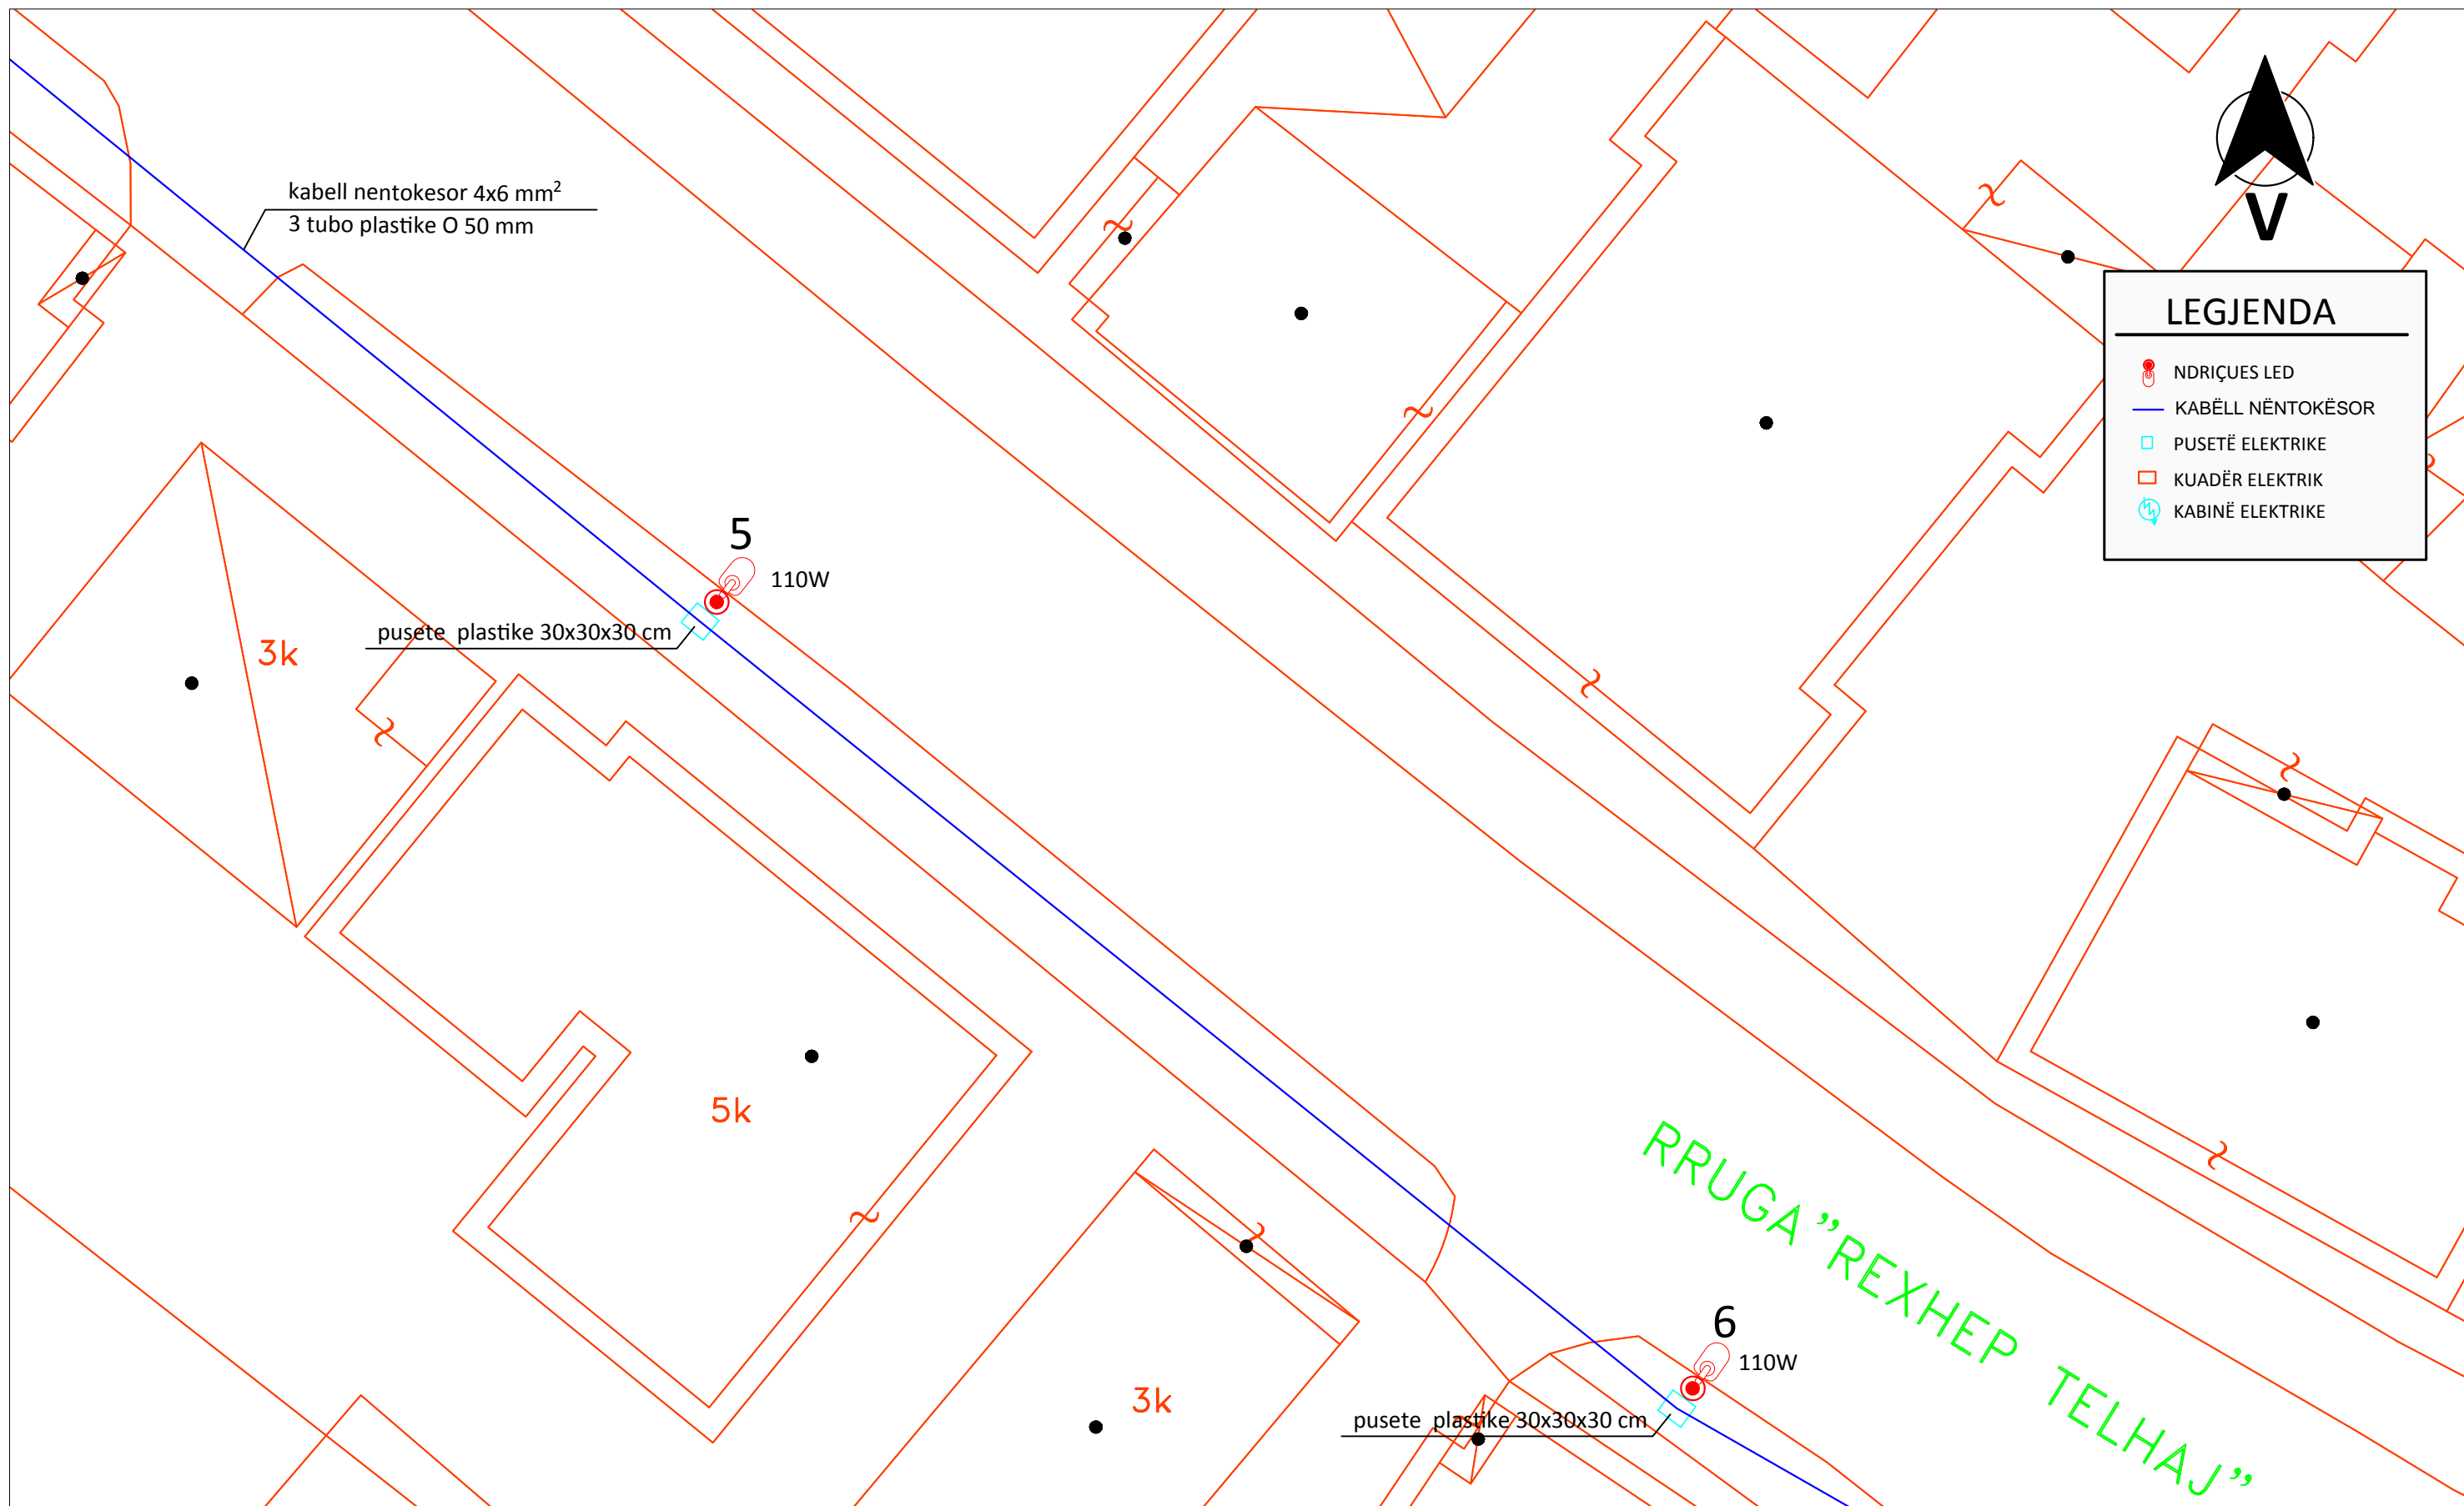 kabell nentokesor 4x6 mm²
3 tubo plastike O 50 mm
V
LEGJENDA
NDRIÇUES LED
KABËLL NËNTOKËSOR
PUSETË ELEKTRIKE
KUADËR ELEKTRIK
KABINË ELEKTRIKE
5
110W
pusete plastike 30x30x30 cm
3k
5k
3k
6
110W
pusete plastike 30x30x30 cm
RRUGA "REXHEP TELHAJ"